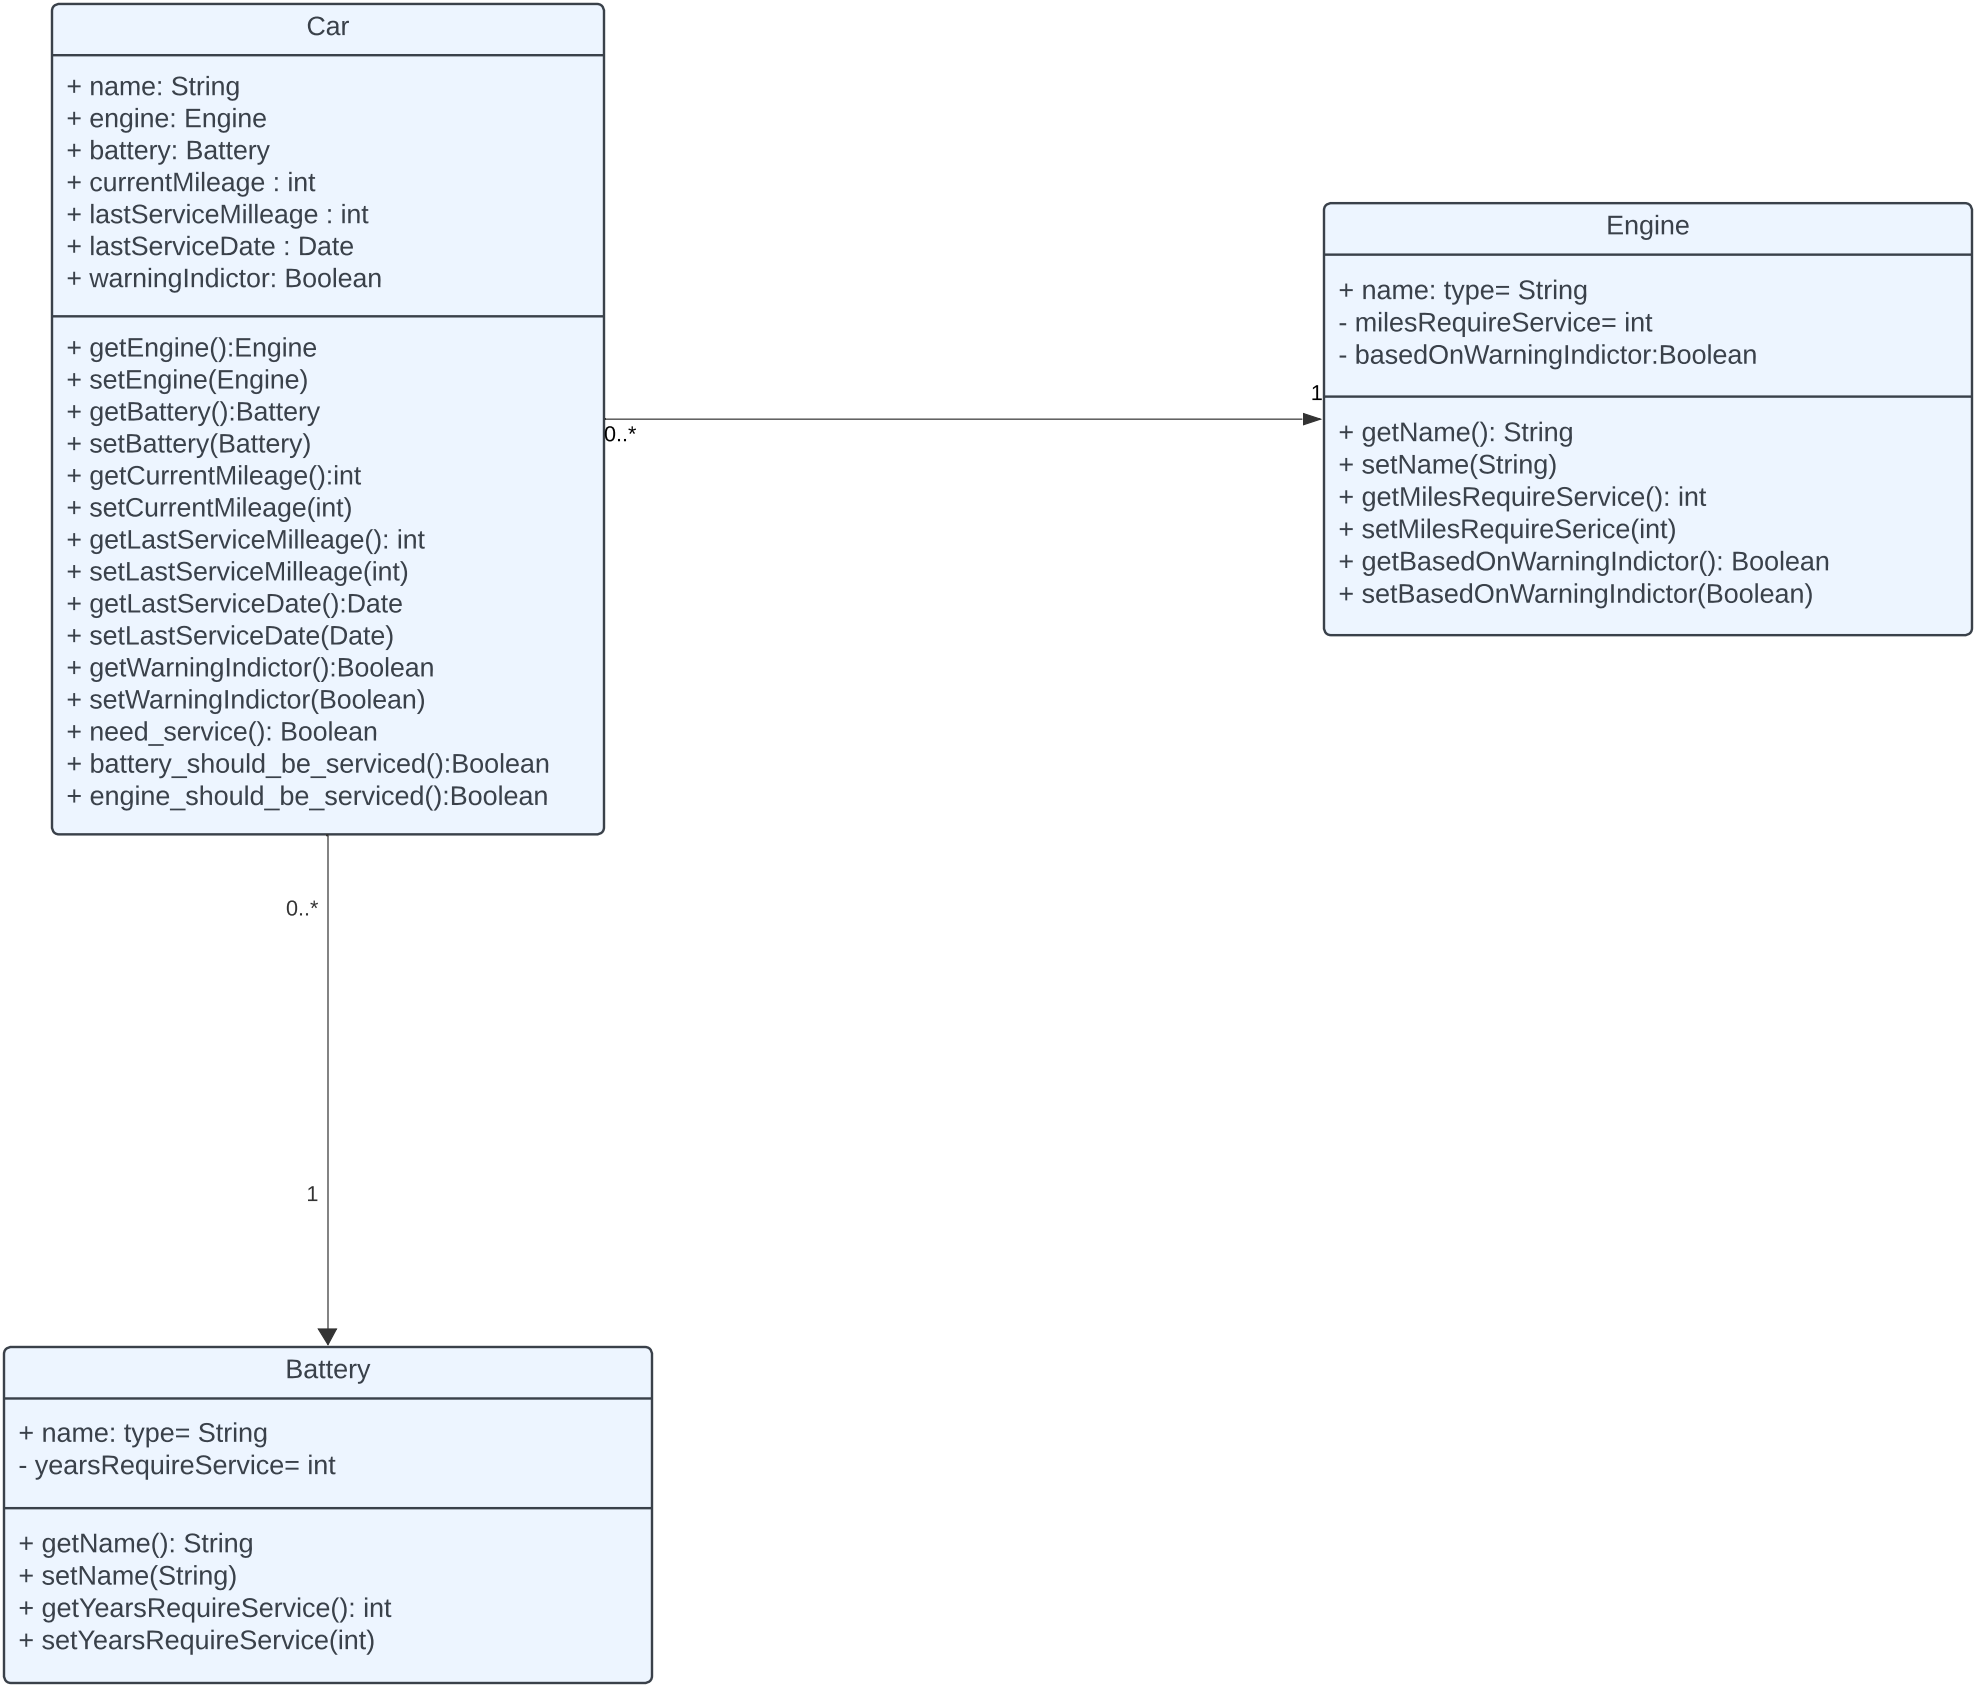 Car
+ name: String
+ engine: Engine
+ battery: Battery
+ currentMileage : int
+ lastServiceMilleage : int
+ lastServiceDate : Date
+ warningIndictor: Boolean
+ getEngine():Engine
+ setEngine(Engine)
+ getBattery():Battery
+ setBattery(Battery)
+ getCurrentMileage():int
+ setCurrentMileage(int)
+ getLastServiceMilleage(): int
+ setLastServiceMilleage(int)
+ getLastServiceDate():Date
+ setLastServiceDate(Date)
+ getWarningIndictor():Boolean
+ setWarningIndictor(Boolean)
+ need_service(): Boolean
+ battery_should_be_serviced():Boolean
+ engine_should_be_serviced():Boolean
0..*
1
Engine
+ name: type= String
- milesRequireService= int
- basedOnWarningIndictor:Boolean
+ getName(): String
+ setName(String)
+ getMilesRequireService(): int
+ setMilesRequireSerice(int)
+ getBasedOnWarningIndictor(): Boolean
+ setBasedOnWarningIndictor(Boolean)
0..*
1
Battery
+ name: type= String
- yearsRequireService= int
+ getName(): String
+ setName(String)
+ getYearsRequireService(): int
+ setYearsRequireService(int)